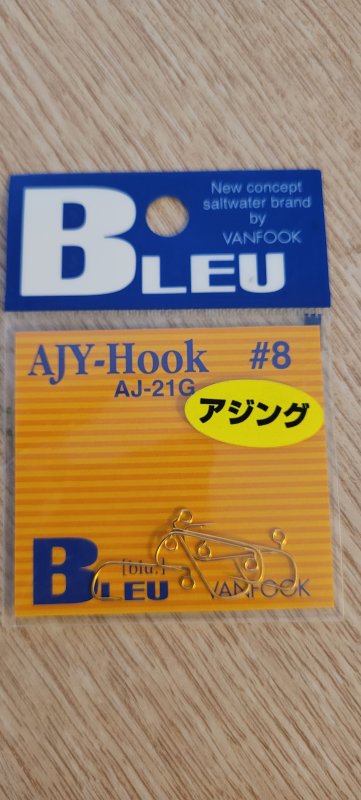 BLEU
New concept
saltwater brand
by
VANFOOK
AJY-Hook #8
AJ-21G
アジング
BLEU
[blu:]
VANFOOK